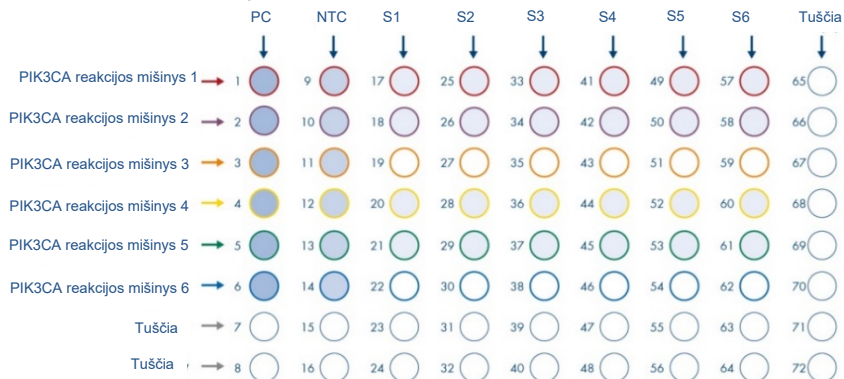 PC NTC S1 S2 S3 S4 S5 S6 Tuščia
PIK3CA reakcijos mišinys 1 1 9 17 25 33 41 49 57 65
PIK3CA reakcijos mišinys 2 2 10 18 26 34 42 50 58 66
PIK3CA reakcijos mišinys 3 3 11 19 27 35 43 51 59 67
PIK3CA reakcijos mišinys 4 4 12 20 28 36 44 52 60 68
PIK3CA reakcijos mišinys 5 5 13 21 29 37 45 53 61 69
PIK3CA reakcijos mišinys 6 6 14 22 30 38 46 54 62 70
Tuščia 7 15 23 31 39 47 55 63 71
Tuščia 8 16 24 32 40 48 56 64 72